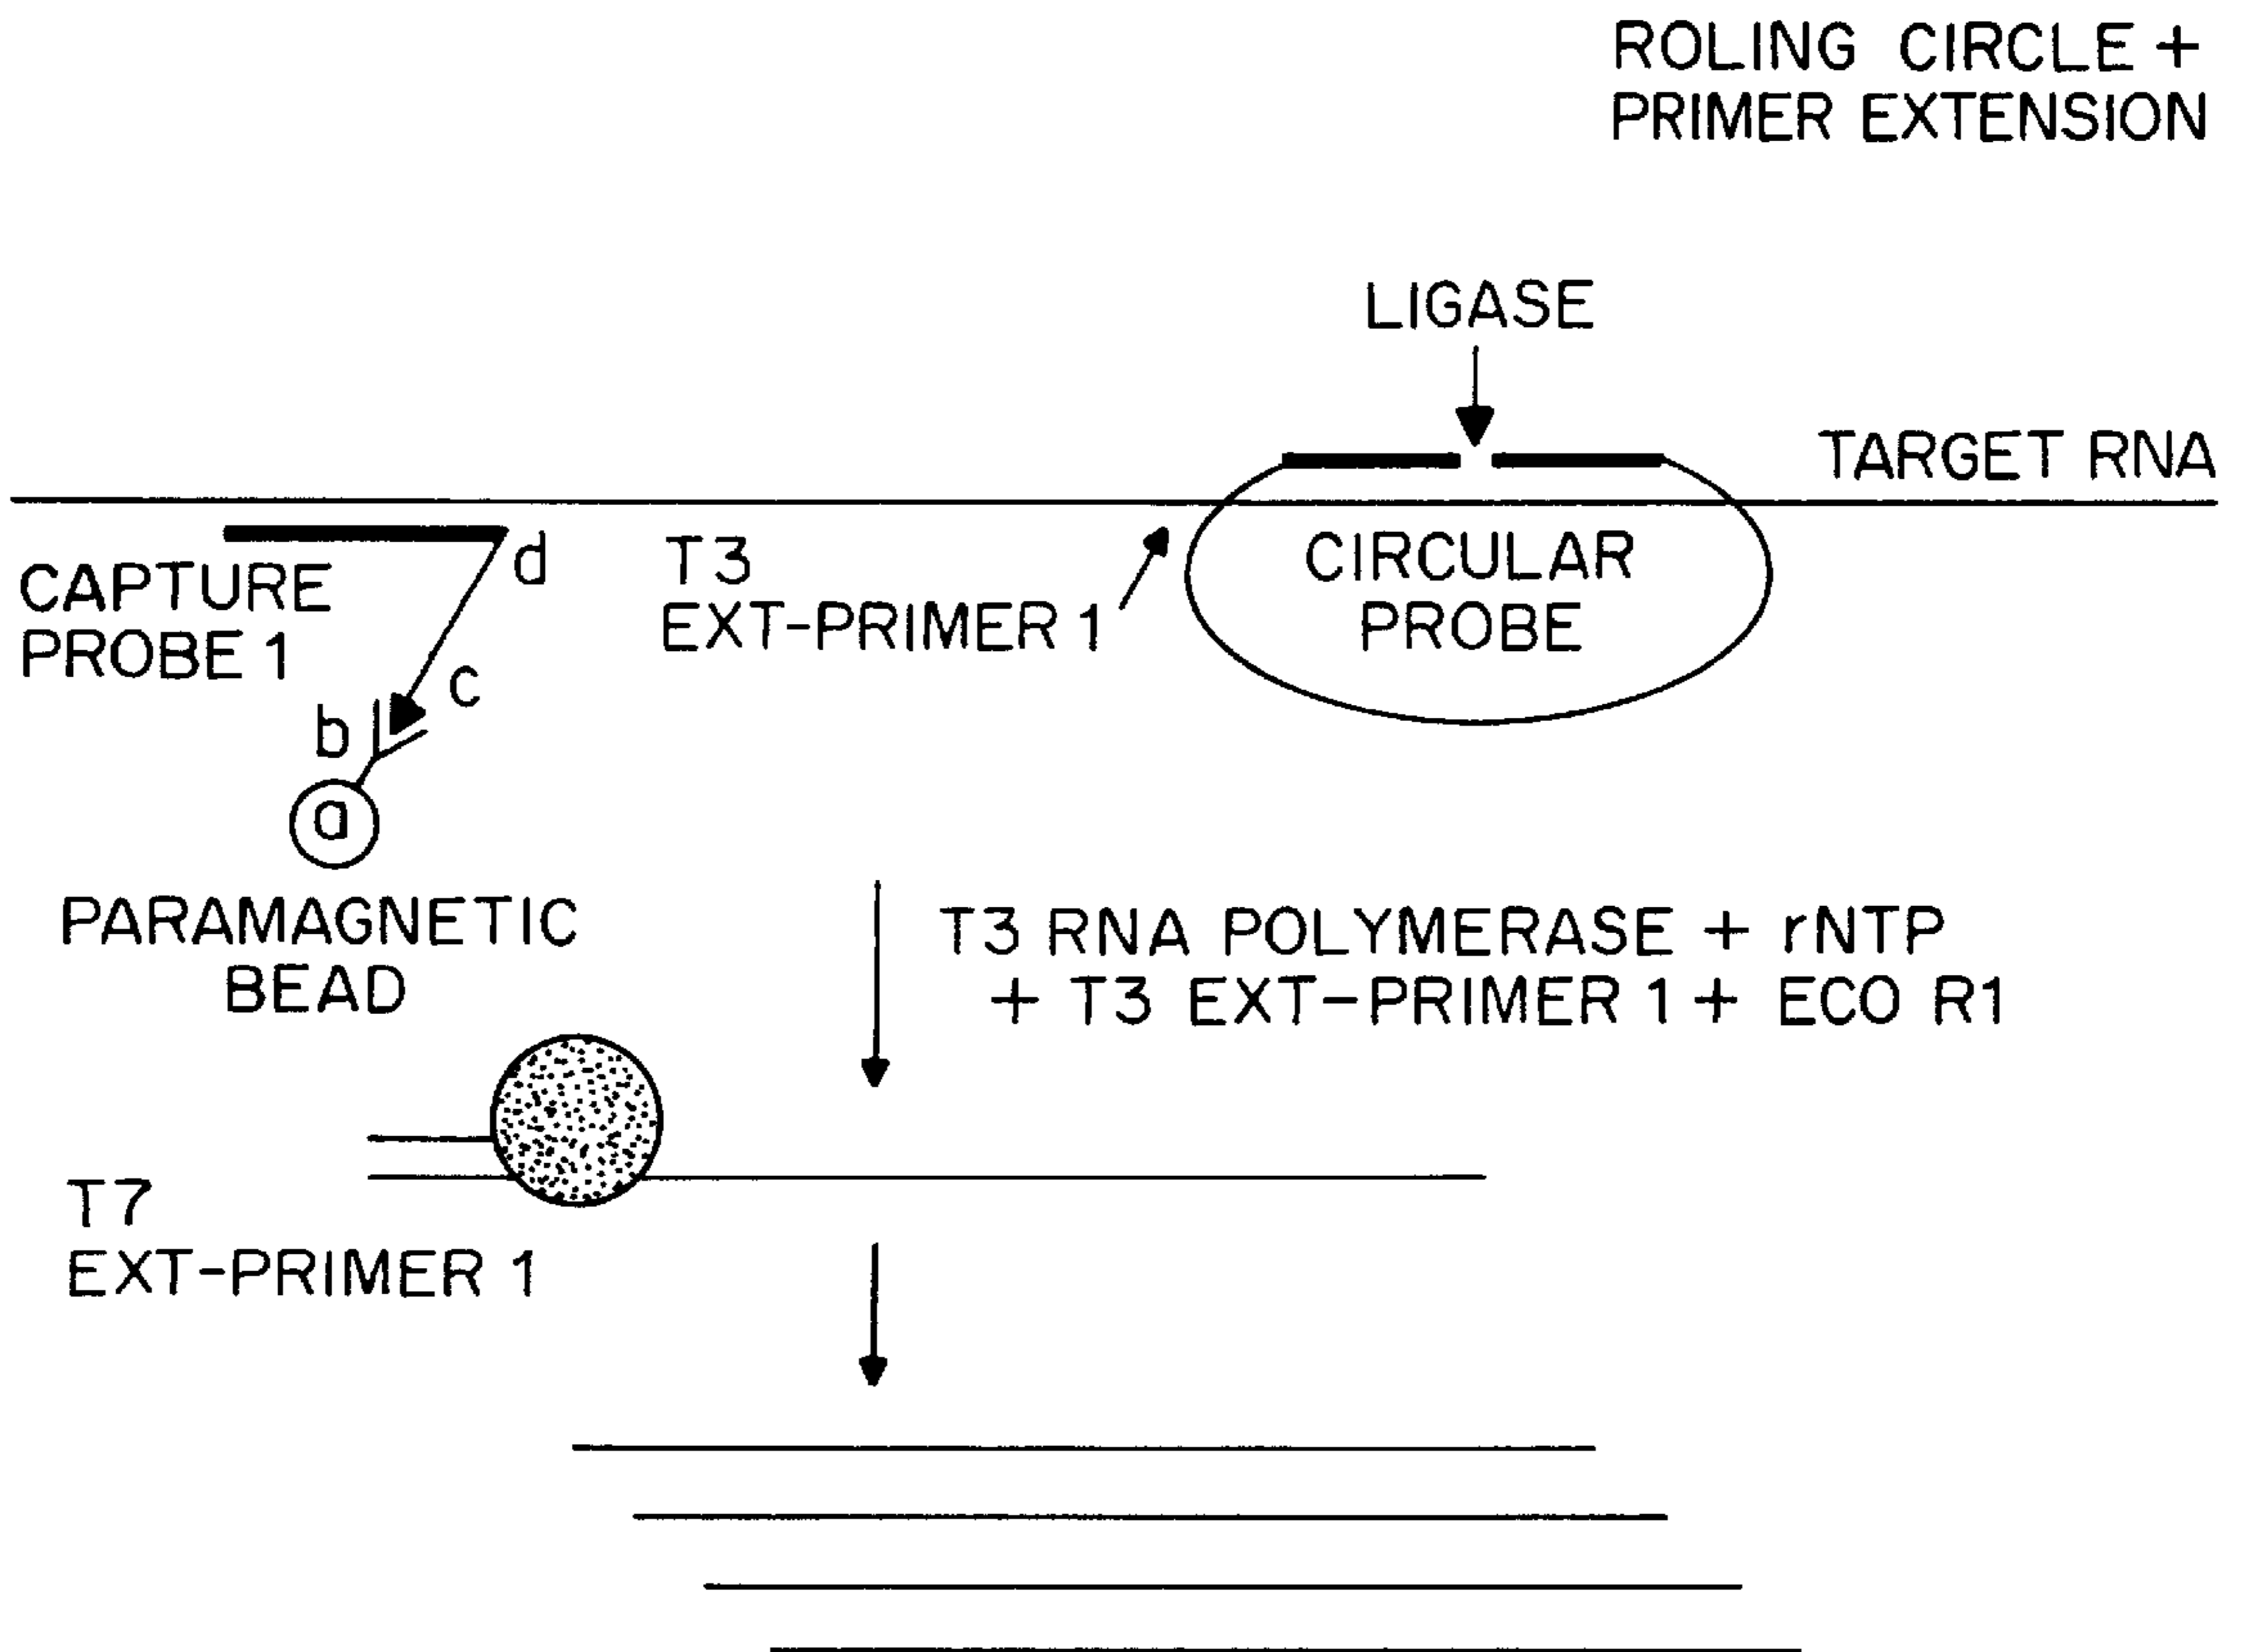 ROLING CIRCLE +
PRIMER EXTENSION
LIGASE
TARGET RNA
CAPTURE
PROBE 1
d
T3
EXT-PRIMER 1
CIRCULAR
PROBE
c
b
a
PARAMAGNETIC
BEAD
T3 RNA POLYMERASE + rNTP
+ T3 EXT-PRIMER 1 + ECO R1
T7
EXT-PRIMER 1